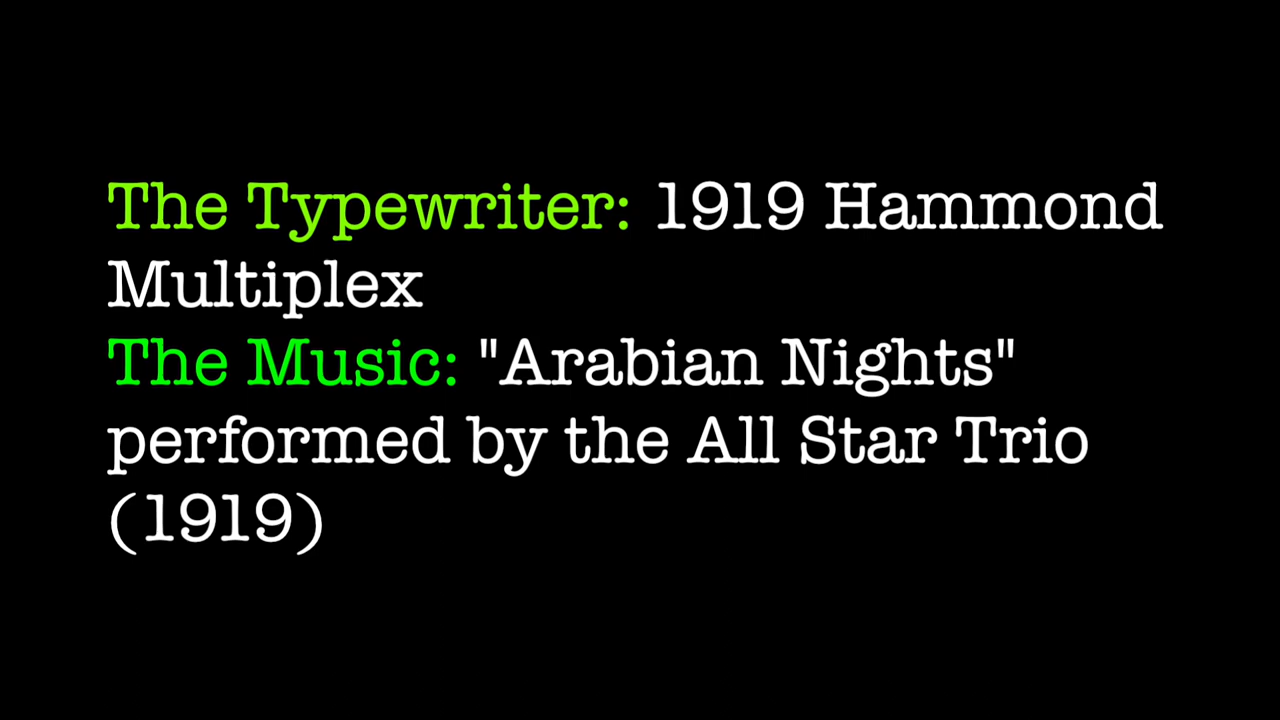 The Typewriter: 1919 Hammond
Multiplex
The Music: "Arabian Nights"
performed by the All Star Trio
(1919)